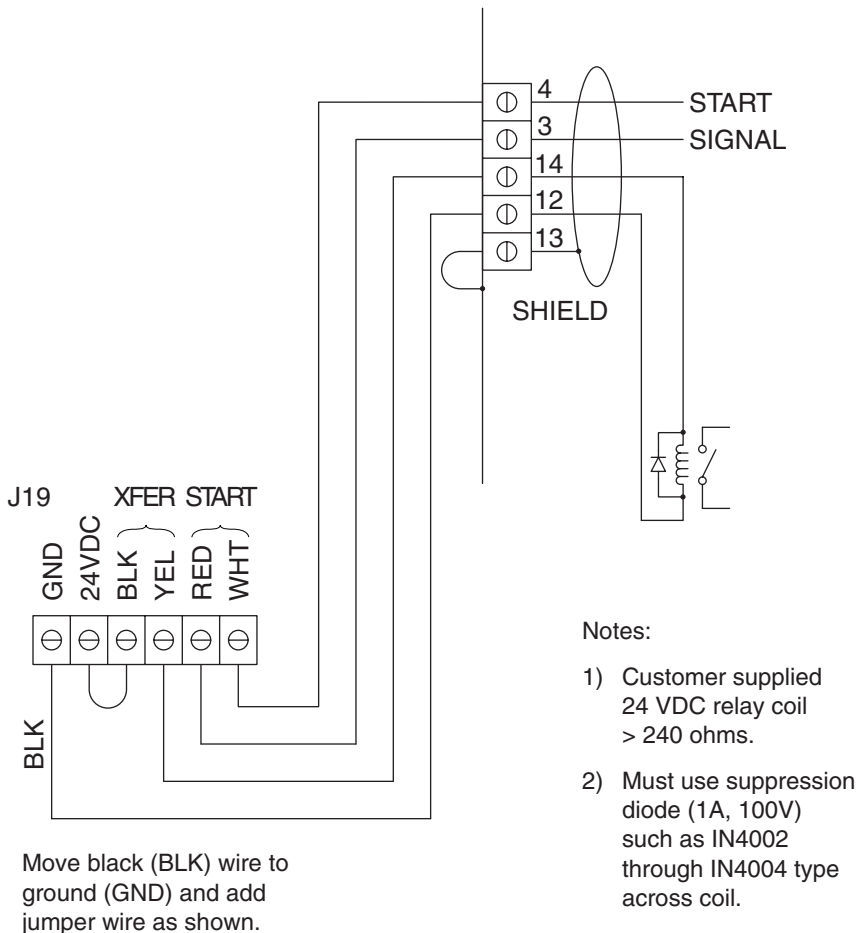 4
START
3
SIGNAL
14
12
13
SHIELD
J19
XFER START
GND
24VDC
BLK
YEL
RED
WHT
BLK
Move black (BLK) wire to
ground (GND) and add
jumper wire as shown.
Notes:
1) Customer supplied
24 VDC relay coil
> 240 ohms.
2) Must use suppression
diode (1A, 100V)
such as IN4002
through IN4004 type
across coil.